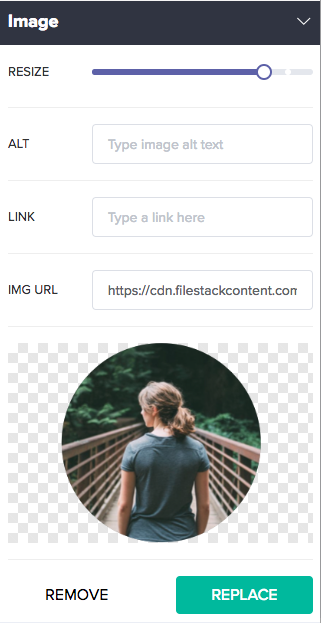 Image
RESIZE
ALT
Type image alt text
LINK
Type a link here
IMG URL
https://cdn.filestackcontent.com
REMOVE
REPLACE